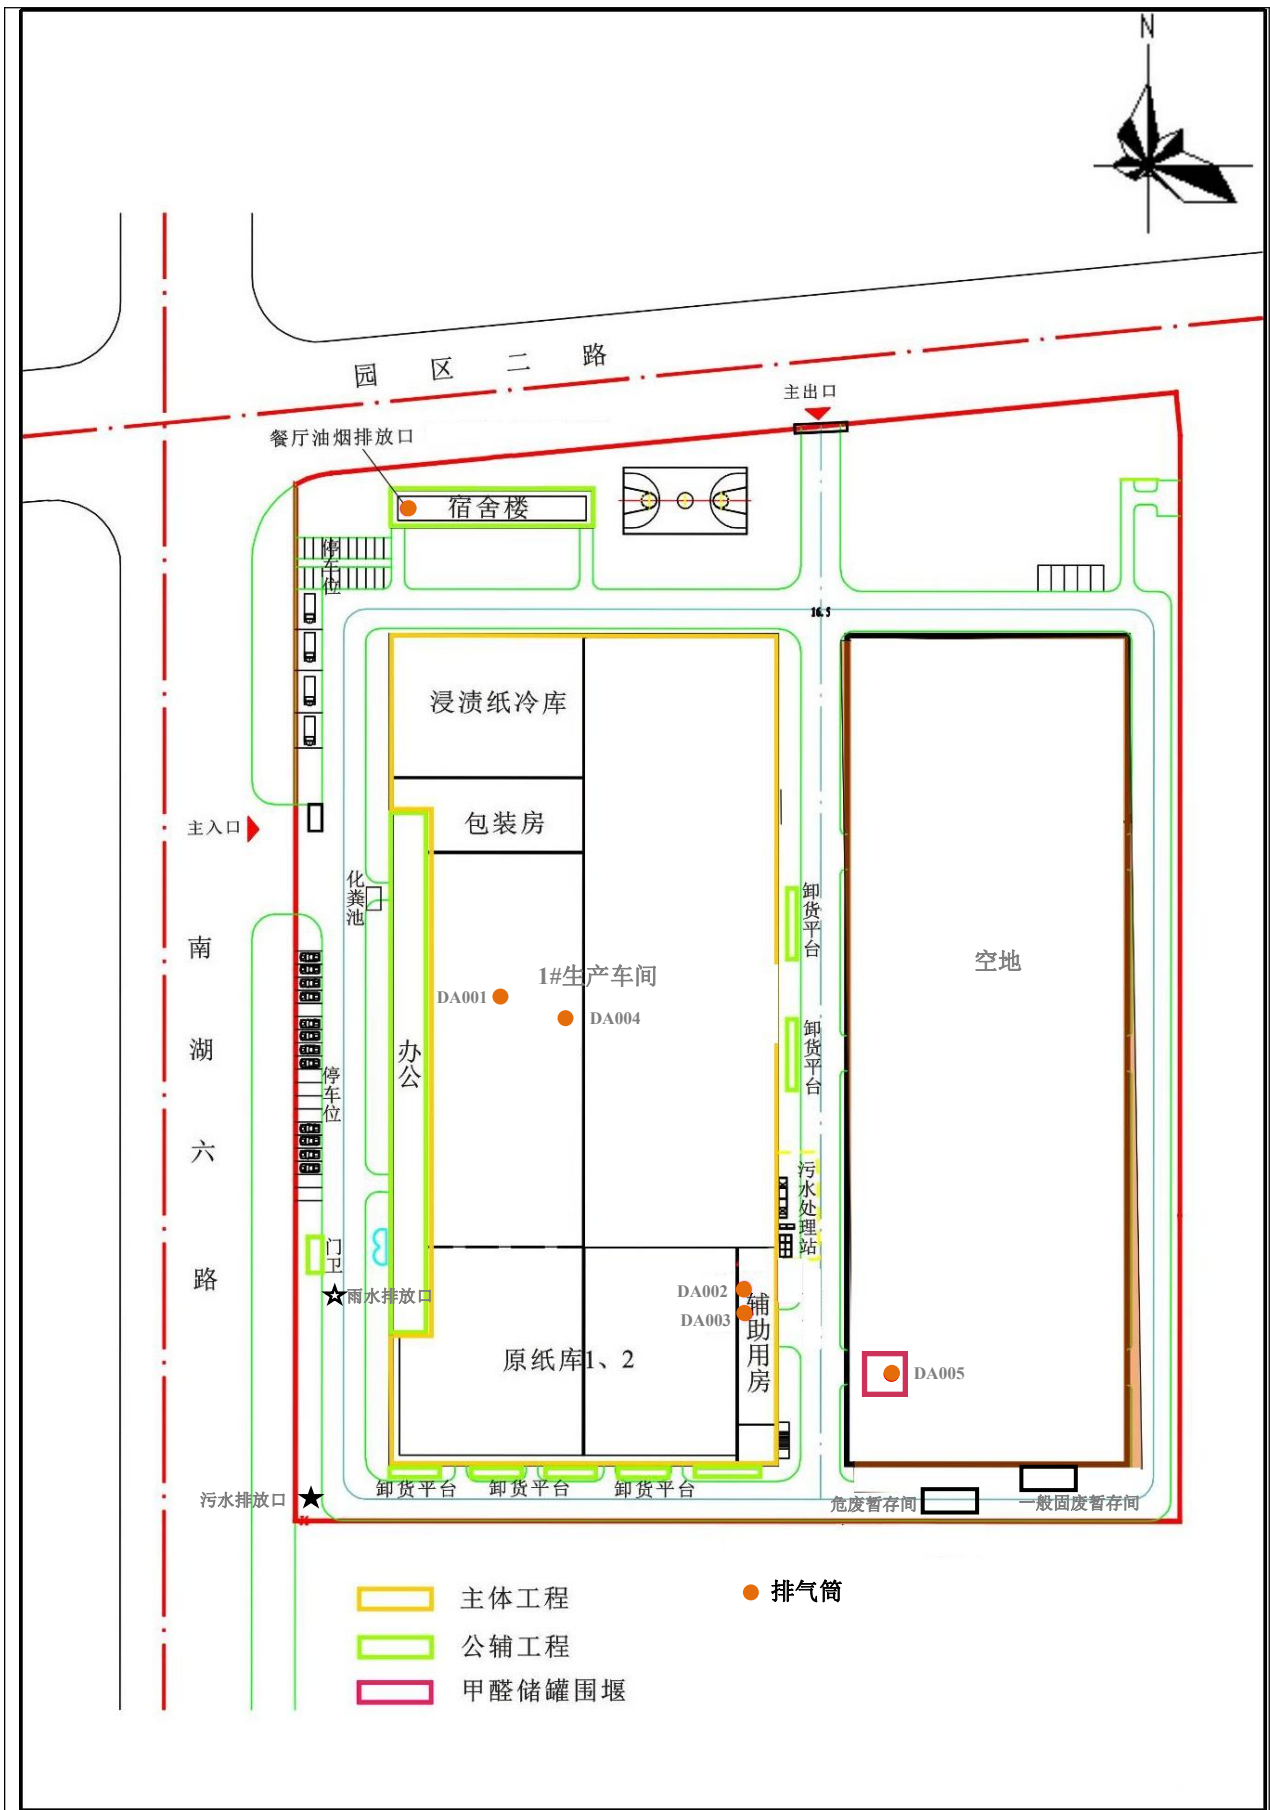 N
园区二路
主出口
餐厅油烟排放口
宿舍楼
停车位
16.5
浸渍纸冷库
包装房
主入口
化粪池
卸货平台
南湖六路
1#生产车间
空地
DA001
DA004
办公
卸货平台
停车位
污水处理站
门卫
雨水排放口
DA002
DA003
辅助用房
原纸库1、2
DA005
卸货平台
卸货平台
卸货平台
污水排放口
危废暂存间
一般固废暂存间
主体工程
排气筒
公辅工程
甲醛储罐围堰